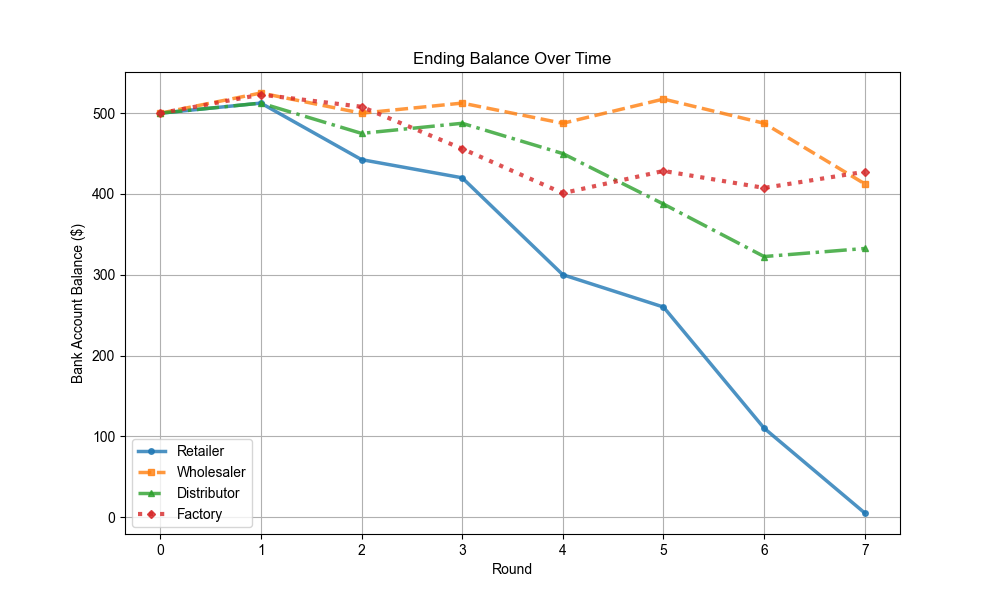 Ending Balance Over Time
Bank Account Balance ($)
500
400
300
200
100
0
Retailer
Wholesaler
Distributor
Factory
0 1 2 3 4 5 6 7
Round